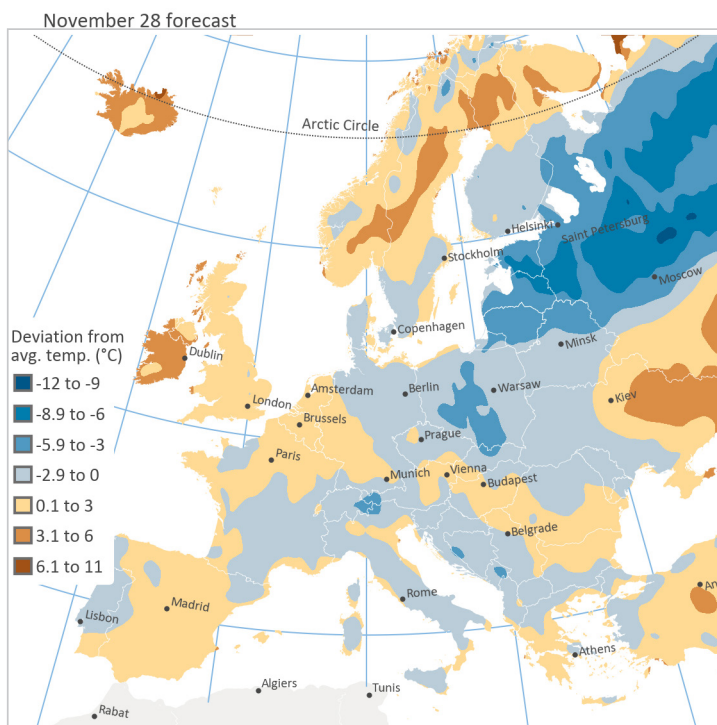 November 28 forecast
Arctic Circle
Helsinki
Saint Petersburg
Stockholm
Moscow
Deviation from
avg. temp. (°C)
-12 to -9
-8.9 to -6
-5.9 to -3
-2.9 to 0
0.1 to 3
3.1 to 6
6.1 to 11
Copenhagen
Minsk
Dublin
Amsterdam
Berlin
Warsaw
Kiev
London
Brussels
Prague
Paris
Munich
Vienna
Budapest
Belgrade
Madrid
Rome
An
Lisbon
Athens
Algiers
Tunis
Rabat